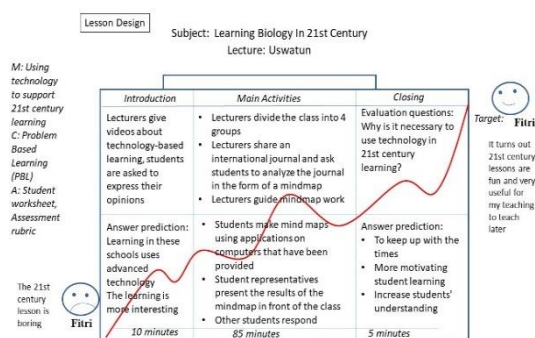 Lesson Design
Subject: Learning Biology In 21st Century
Lecture: Uswatun
M: Using
technology
to support
21st century
learning
C: Problem
Based
Learning
(PBL)
A: Student
worksheet,
Assessment
rubric
Introduction
Lecturers give
videos about
technology-based
learning, students
are asked to
express their
opinions
Answer prediction:
Learning in these
schools uses
advanced
technology
The learning is
more interesting
10 minutes
Main Activities
• Lecturers divide the class into 4
groups
• Lecturers share an
international journal and ask
students to analyze the journal
in the form of a mindmap
• Lecturers guide mindmap work
• Students make mind maps
using applications on
computers that have been
provided
• Student representatives
present the results of the
mindmap in front of the class
• Other students respond
85 minutes
Closing
Evaluation questions:
Why is it necessary to
use technology in
21st century
learning?
Answer prediction:
• To keep up with the
times
• More motivating
student learning
• Increase students'
understanding
5 minutes
Target:
Fitri
It turns out
21st century
lessons are
fun and very
useful for
my teaching
to teach
later
The 21st
century
lesson is
boring
Fitri